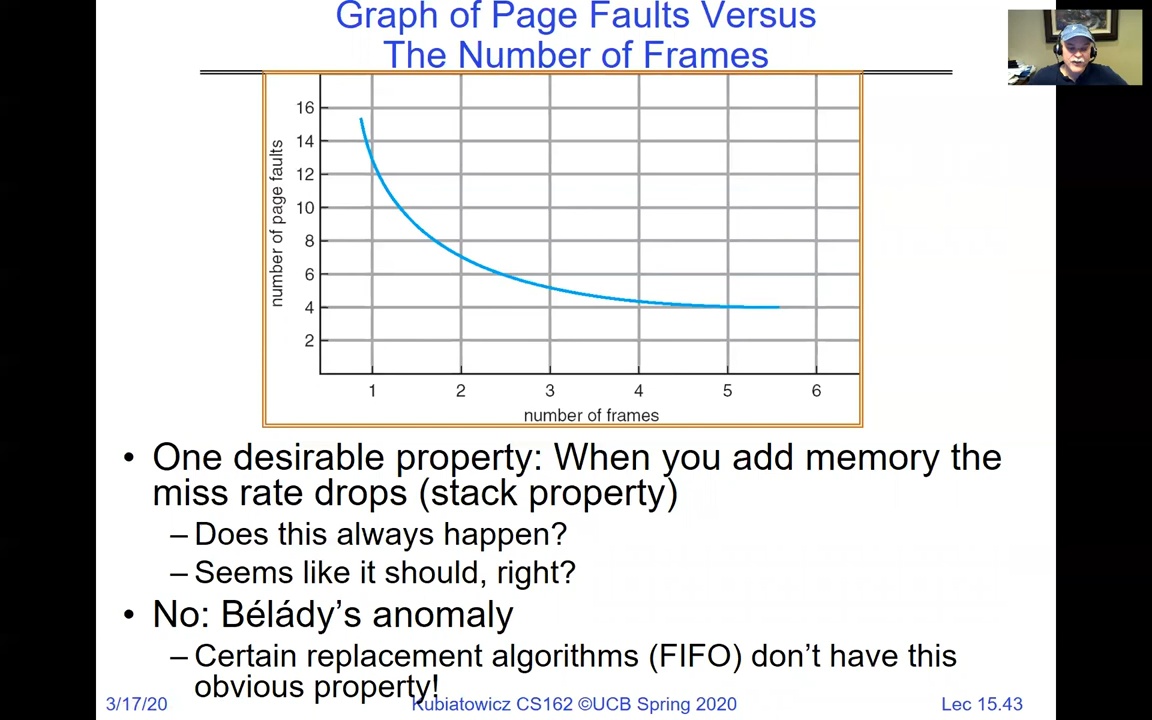 Graph of Page Faults Versus
The Number of Frames
16
14
12
10
8
6
4
2
number of page faults
1 2 3 4 5 6
number of frames
• One desirable property: When you add memory the
miss rate drops (stack property)
– Does this always happen?
– Seems like it should, right?
• No: Bélády’s anomaly
– Certain replacement algorithms (FIFO) don’t have this
obvious property!
3/17/20 Kubiatowicz CS162 ©UCB Spring 2020 Lec 15.43